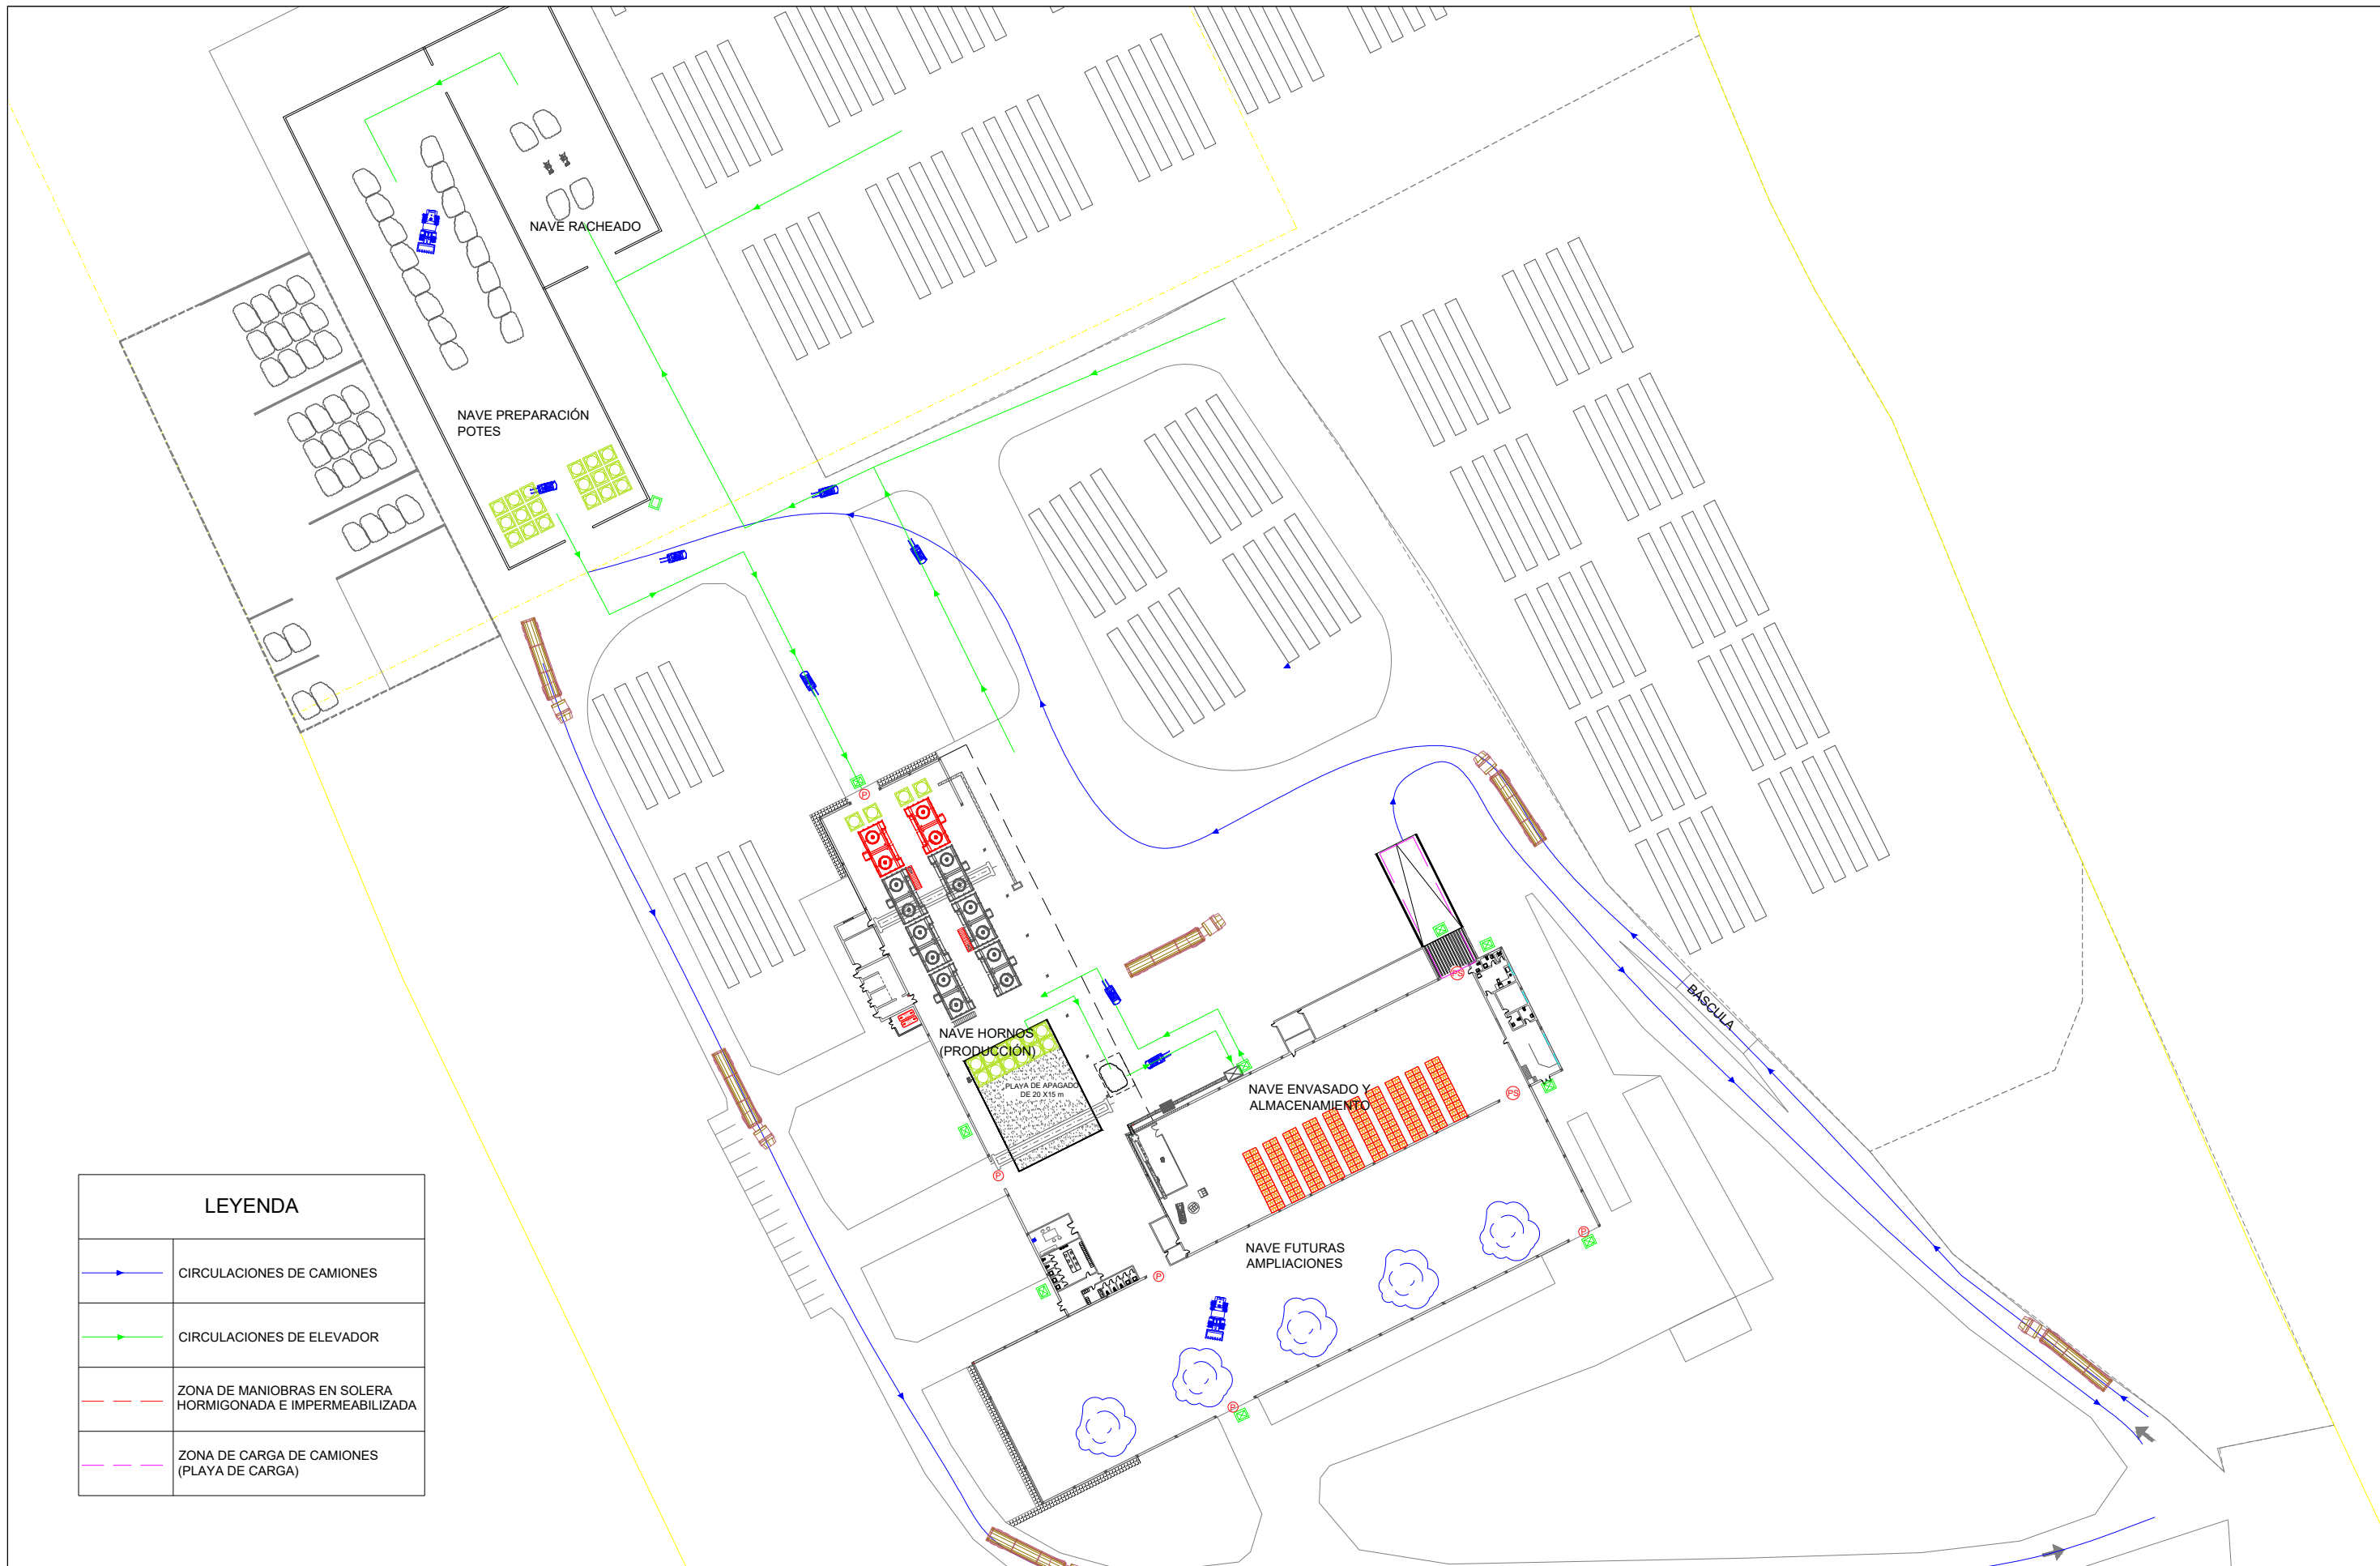 NAVE RACHEADO
NAVE PREPARACIÓN
POTES
P
BÁSCULA
PS
NAVE HORNOS
(PRODUCCIÓN)
PLAYA DE APAGADO
DE 20 X15 m
NAVE ENVASADO Y
ALMACENAMIENTO
PS
P
NAVE FUTURAS
AMPLIACIONES
P
P
P
LEYENDA
CIRCULACIONES DE CAMIONES
CIRCULACIONES DE ELEVADOR
ZONA DE MANIOBRAS EN SOLERA
HORMIGONADA E IMPERMEABILIZADA
ZONA DE CARGA DE CAMIONES
(PLAYA DE CARGA)